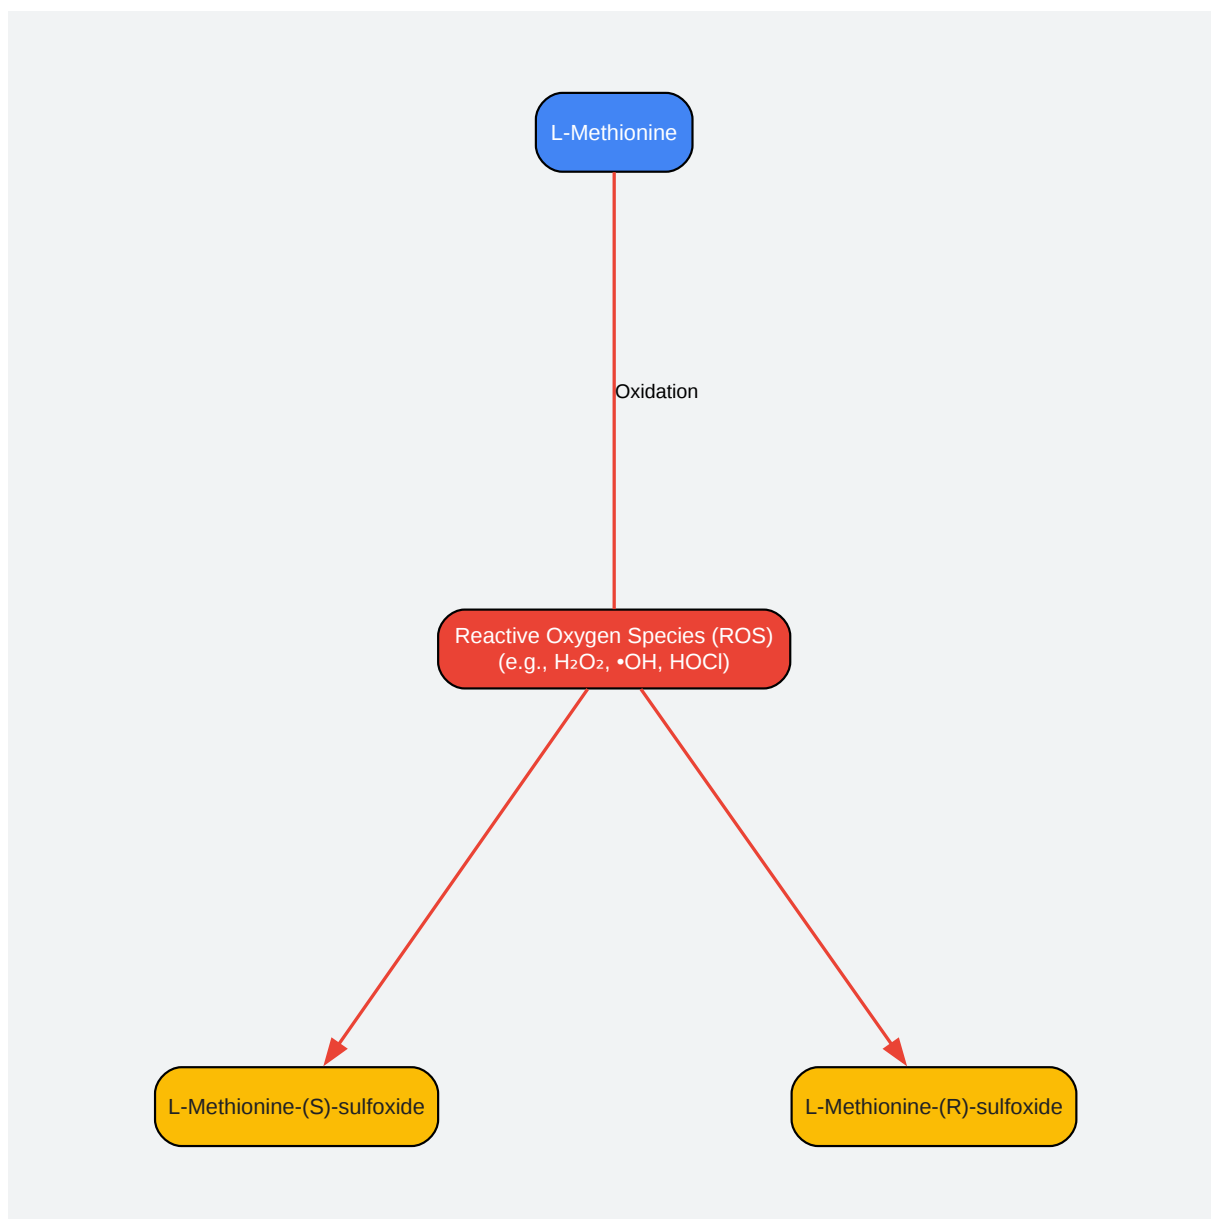 L-Methionine
Oxidation
Reactive Oxygen Species (ROS)
(e.g., H₂O₂, •OH, HOCl)
L-Methionine-(S)-sulfoxide
L-Methionine-(R)-sulfoxide